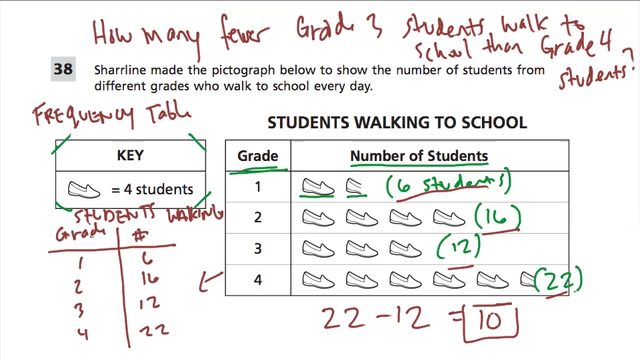 How many fewer Grade 3 students walk to
school than Grade 4
students?
38 Sharrline made the pictograph below to show the number of students from
different grades who walk to school every day.
FREQUENCY Table
STUDENTS WALKING TO SCHOOL
KEY
= 4 students
Grade Number of Students
1 (6 students)
2 (16)
3 (12)
4 (22)
STUDENTS WALKING
Grade #
1 6
2 16
3 12
4 22
22 - 12 = 10